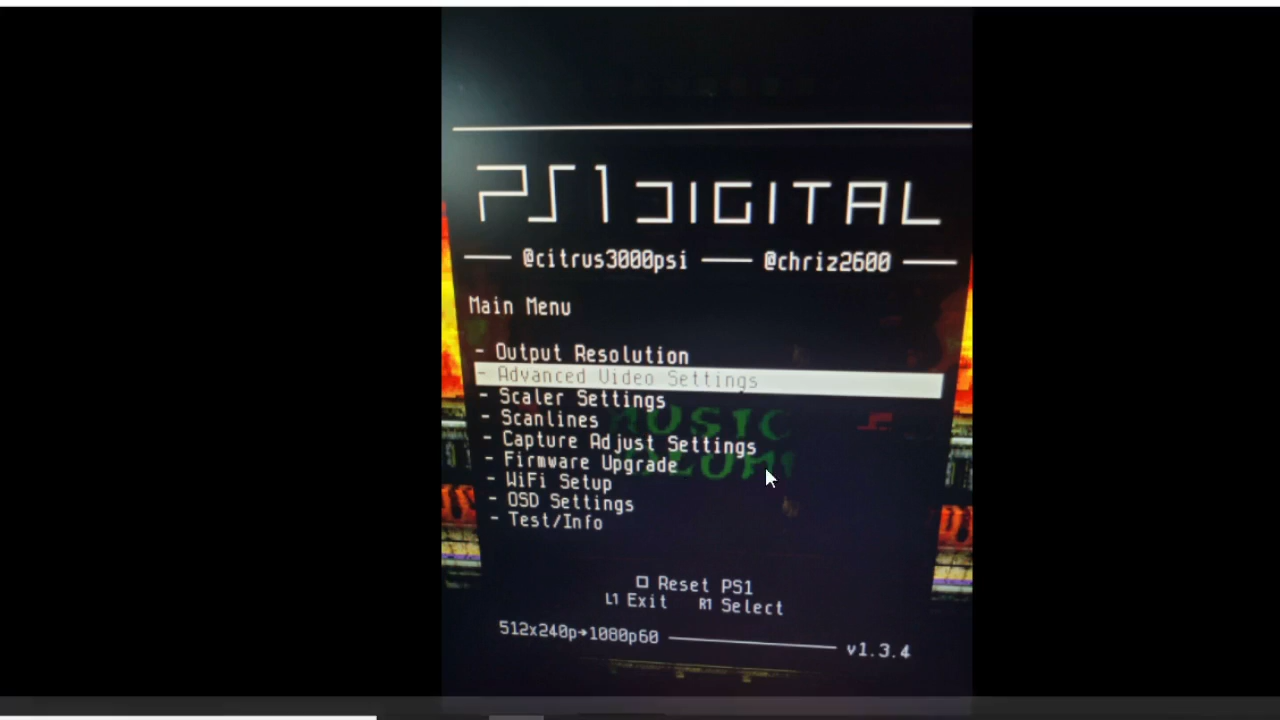 PS1DIGITAL
@citrus3000psi @chriz2600
Main Menu
- Output Resolution
- Advanced Video Settings
- Scaler Settings
- Scanlines
- Capture Adjust Settings
- Firmware Upgrade
- WiFi Setup
- OSD Settings
- Test/Info
MUSIC
□ Reset PS1
L1 Exit R1 Select
512x240p→1080p60
v1.3.4